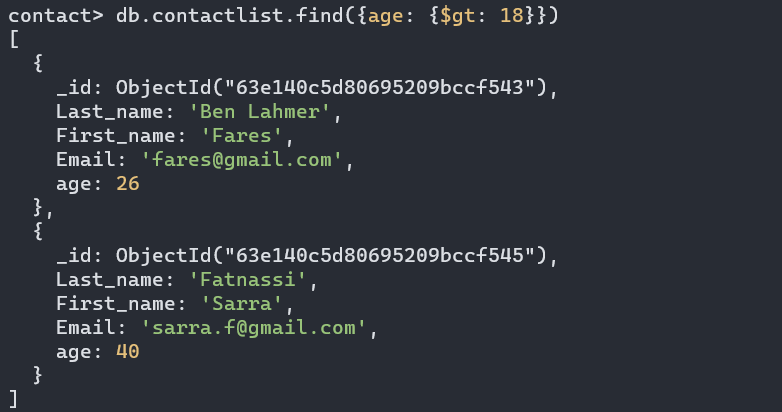 contact> db.contactlist.find({age: {$gt: 18}})
[
  {
    _id: ObjectId("63e140c5d80695209bccf543"),
    Last_name: 'Ben Lahmer',
    First_name: 'Fares',
    Email: 'fares@gmail.com',
    age: 26
  },
  {
    _id: ObjectId("63e140c5d80695209bccf545"),
    Last_name: 'Fatnassi',
    First_name: 'Sarra',
    Email: 'sarra.f@gmail.com',
    age: 40
  }
]